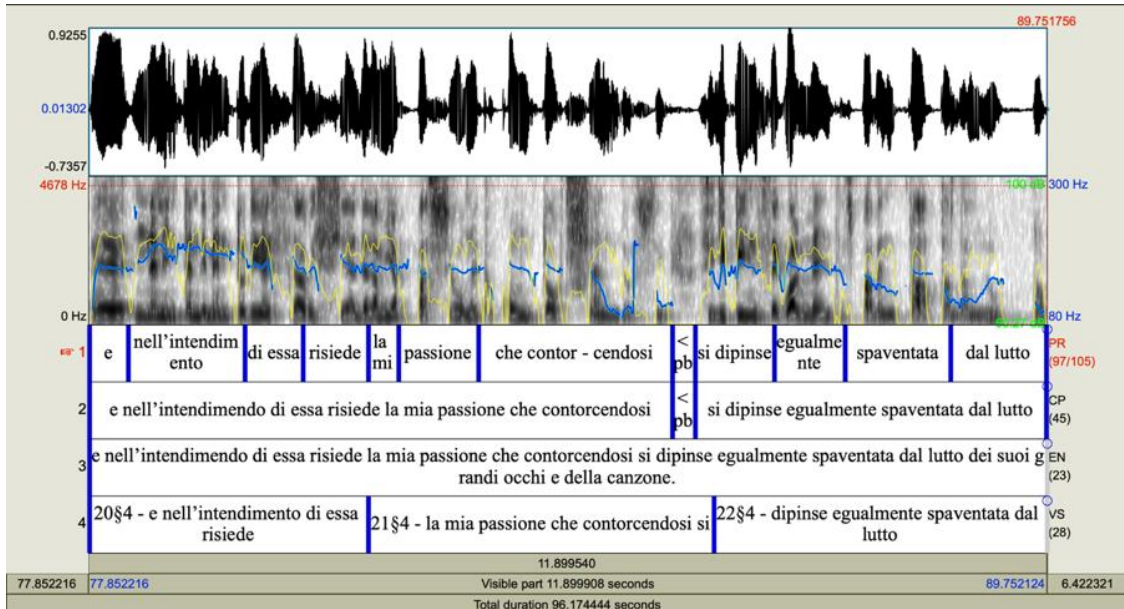 89.751756
0.9255
0.01302
-0.7357
4678 Hz
100 dB
300 Hz
0 Hz
80 Hz
1
e
nell'intendim
ento
di essa
risiede
la
mi
passione
che contor - cendosi
<
pb
si dipinse
egualme
nte
spaventata
dal lutto
PR
(97/105)
2
e nell'intendimendo di essa risiede la mia passione che contorcendosi
<
pb
si dipinse egualmente spaventata dal lutto
CP
(45)
3
e nell'intendimendo di essa risiede la mia passione che contorcendosi si dipinse egualmente spaventata dal lutto dei suoi g
randi occhi e della canzone.
EN
(23)
4
20§4 - e nell'intendimento di essa
risiede
21§4 - la mia passione che contorcendosi si
22§4 - dipinse egualmente spaventata dal
lutto
VS
(28)
11.899540
77.852216
77.852216
Visible part 11.899908 seconds
89.752124
6.422321
Total duration 96.174444 seconds